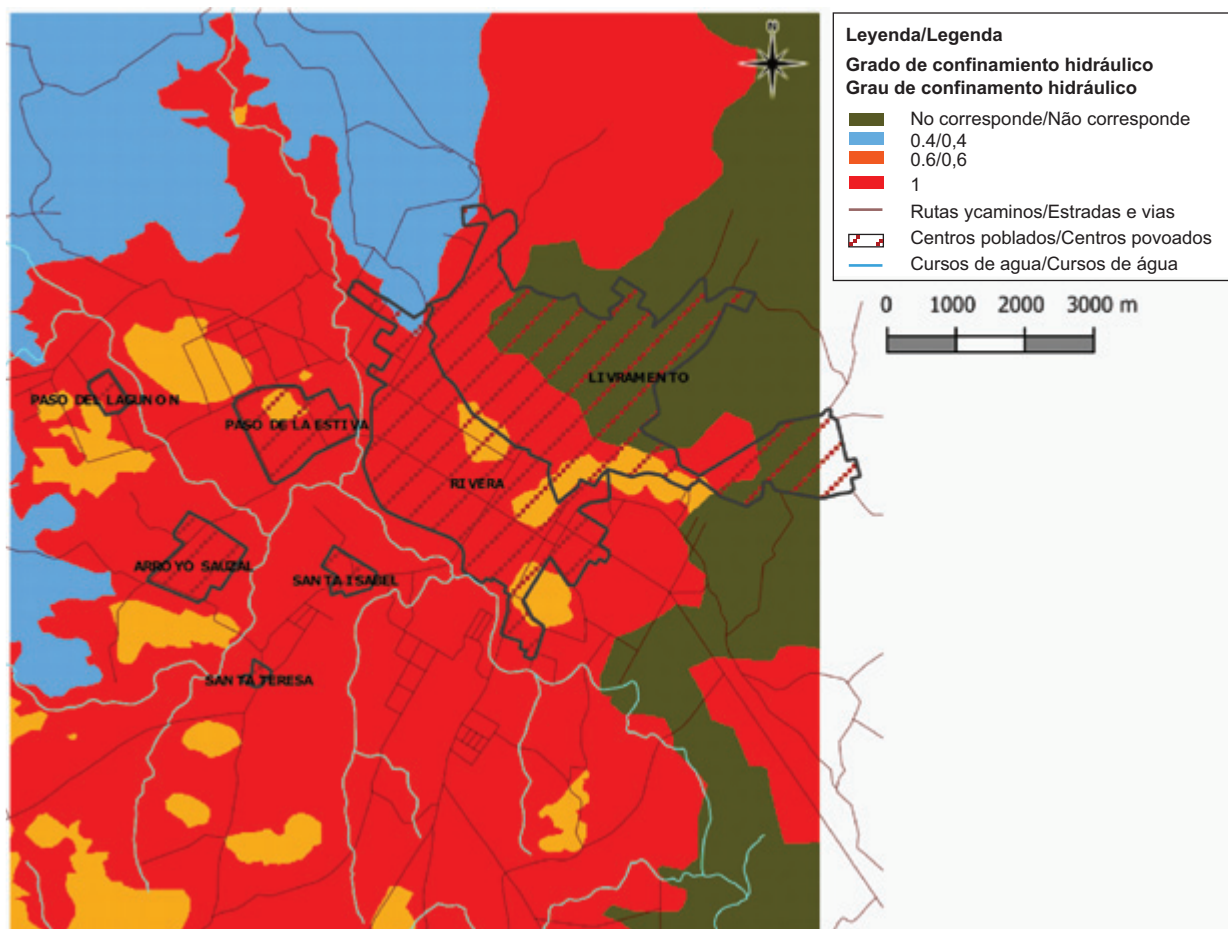 N
Leyenda/Legenda
Grado de confinamiento hidráulico
Grau de confinamento hidráulico
No corresponde/Não corresponde
0.4/0,4
0.6/0,6
1
Rutas ycaminos/Estradas e vias
Centros poblados/Centros povoados
Cursos de agua/Cursos de água
0 1000 2000 3000 m
LIVRAMENTO
PASO DEL LAGUNON
PASO DE LA ESTIVA
RIVERA
ARROYO SAUZAL
SANTA ISABEL
SANTA TERESA